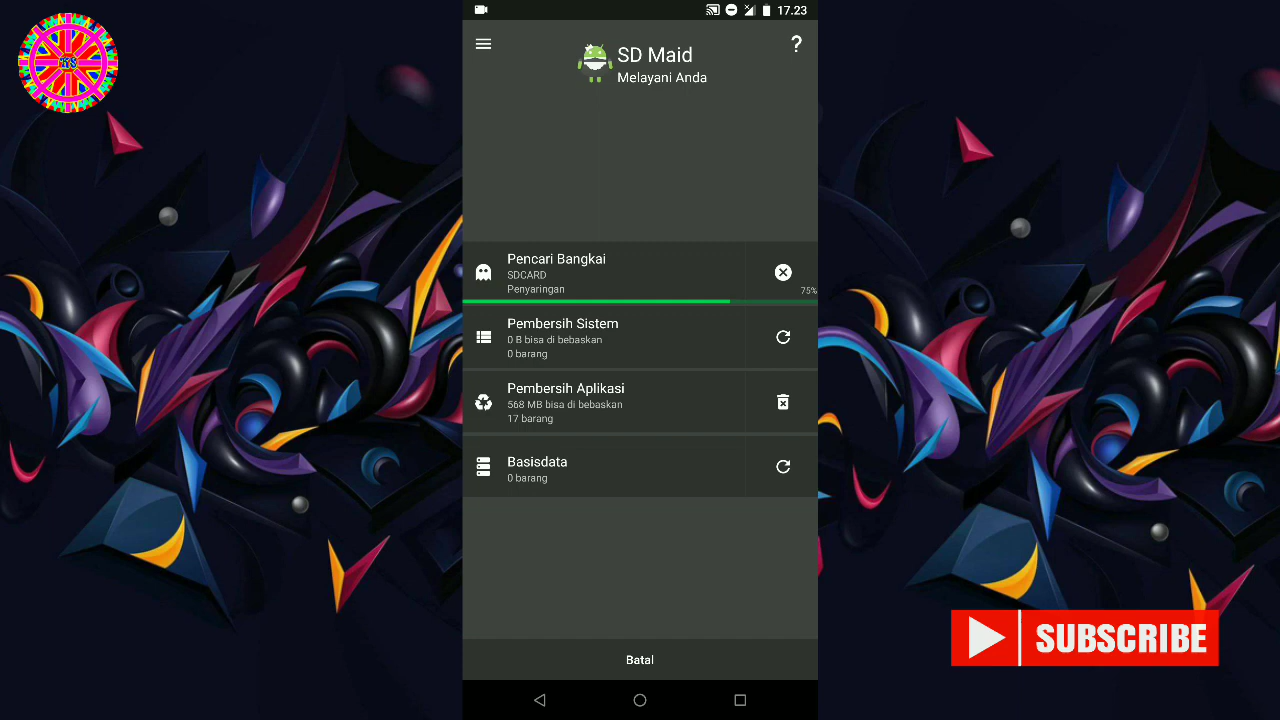 17.23
SD Maid
Melayani Anda
?
Pencari Bangkai
SDCARD
Penyaringan
75%
Pembersih Sistem
0 B bisa di bebaskan
0 barang
Pembersih Aplikasi
568 MB bisa di bebaskan
17 barang
Basisdata
0 barang
Batal
SUBSCRIBE